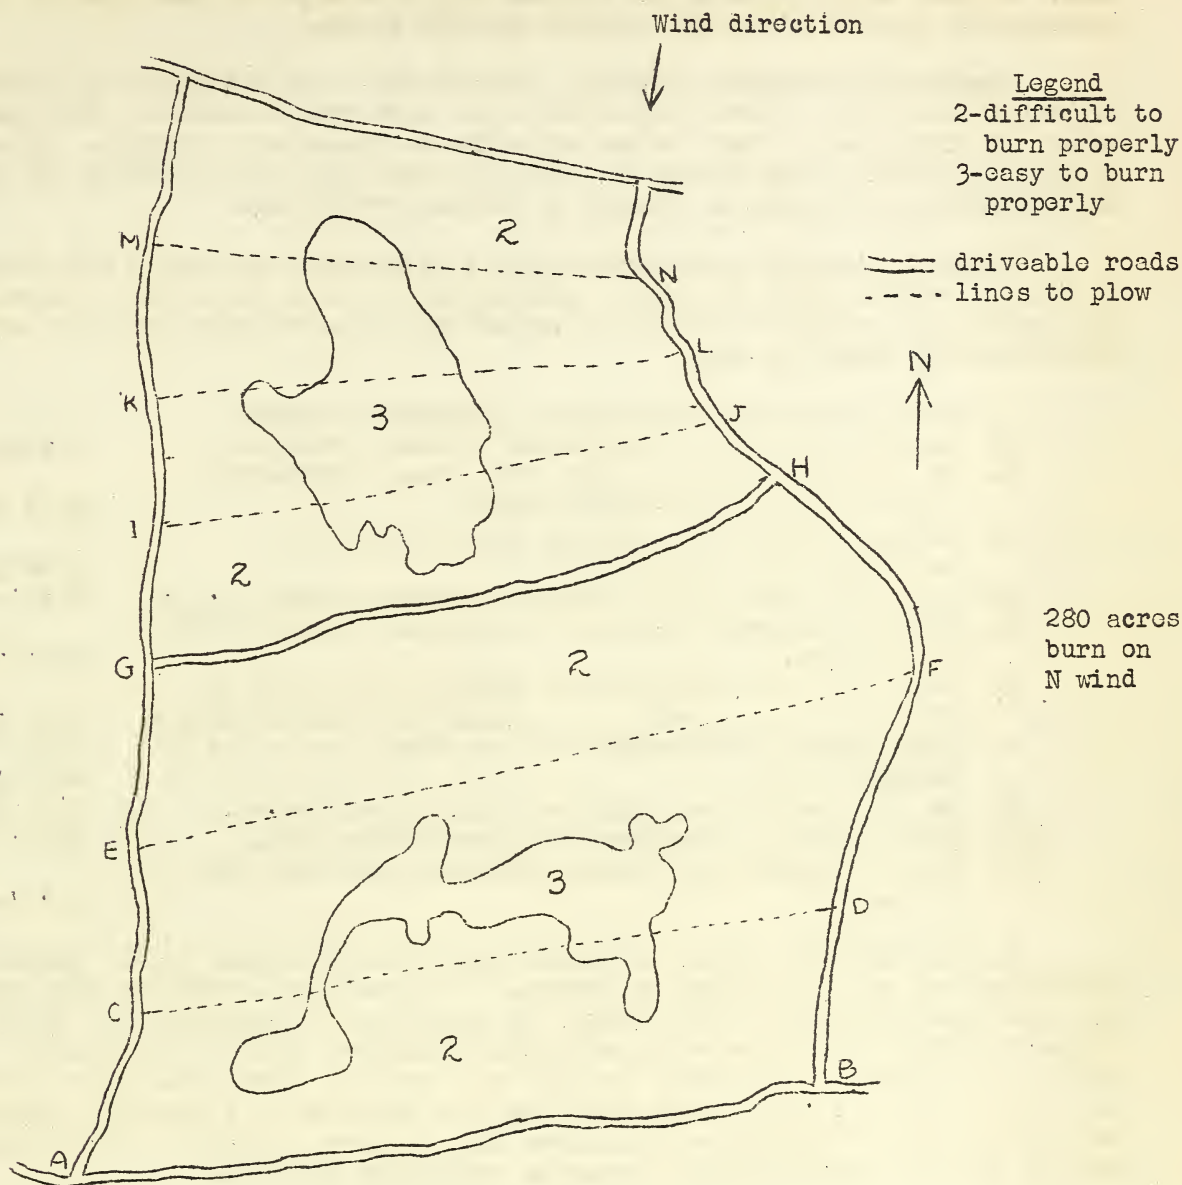 Wind direction
Legend
2-difficult to
burn properly
3-easy to burn
properly
driveable roads
lines to plow
N
2
M
N
L
K
3
J
H
I
2
G
2
F
280 acres
burn on
N wind
E
3
D
C
2
B
A